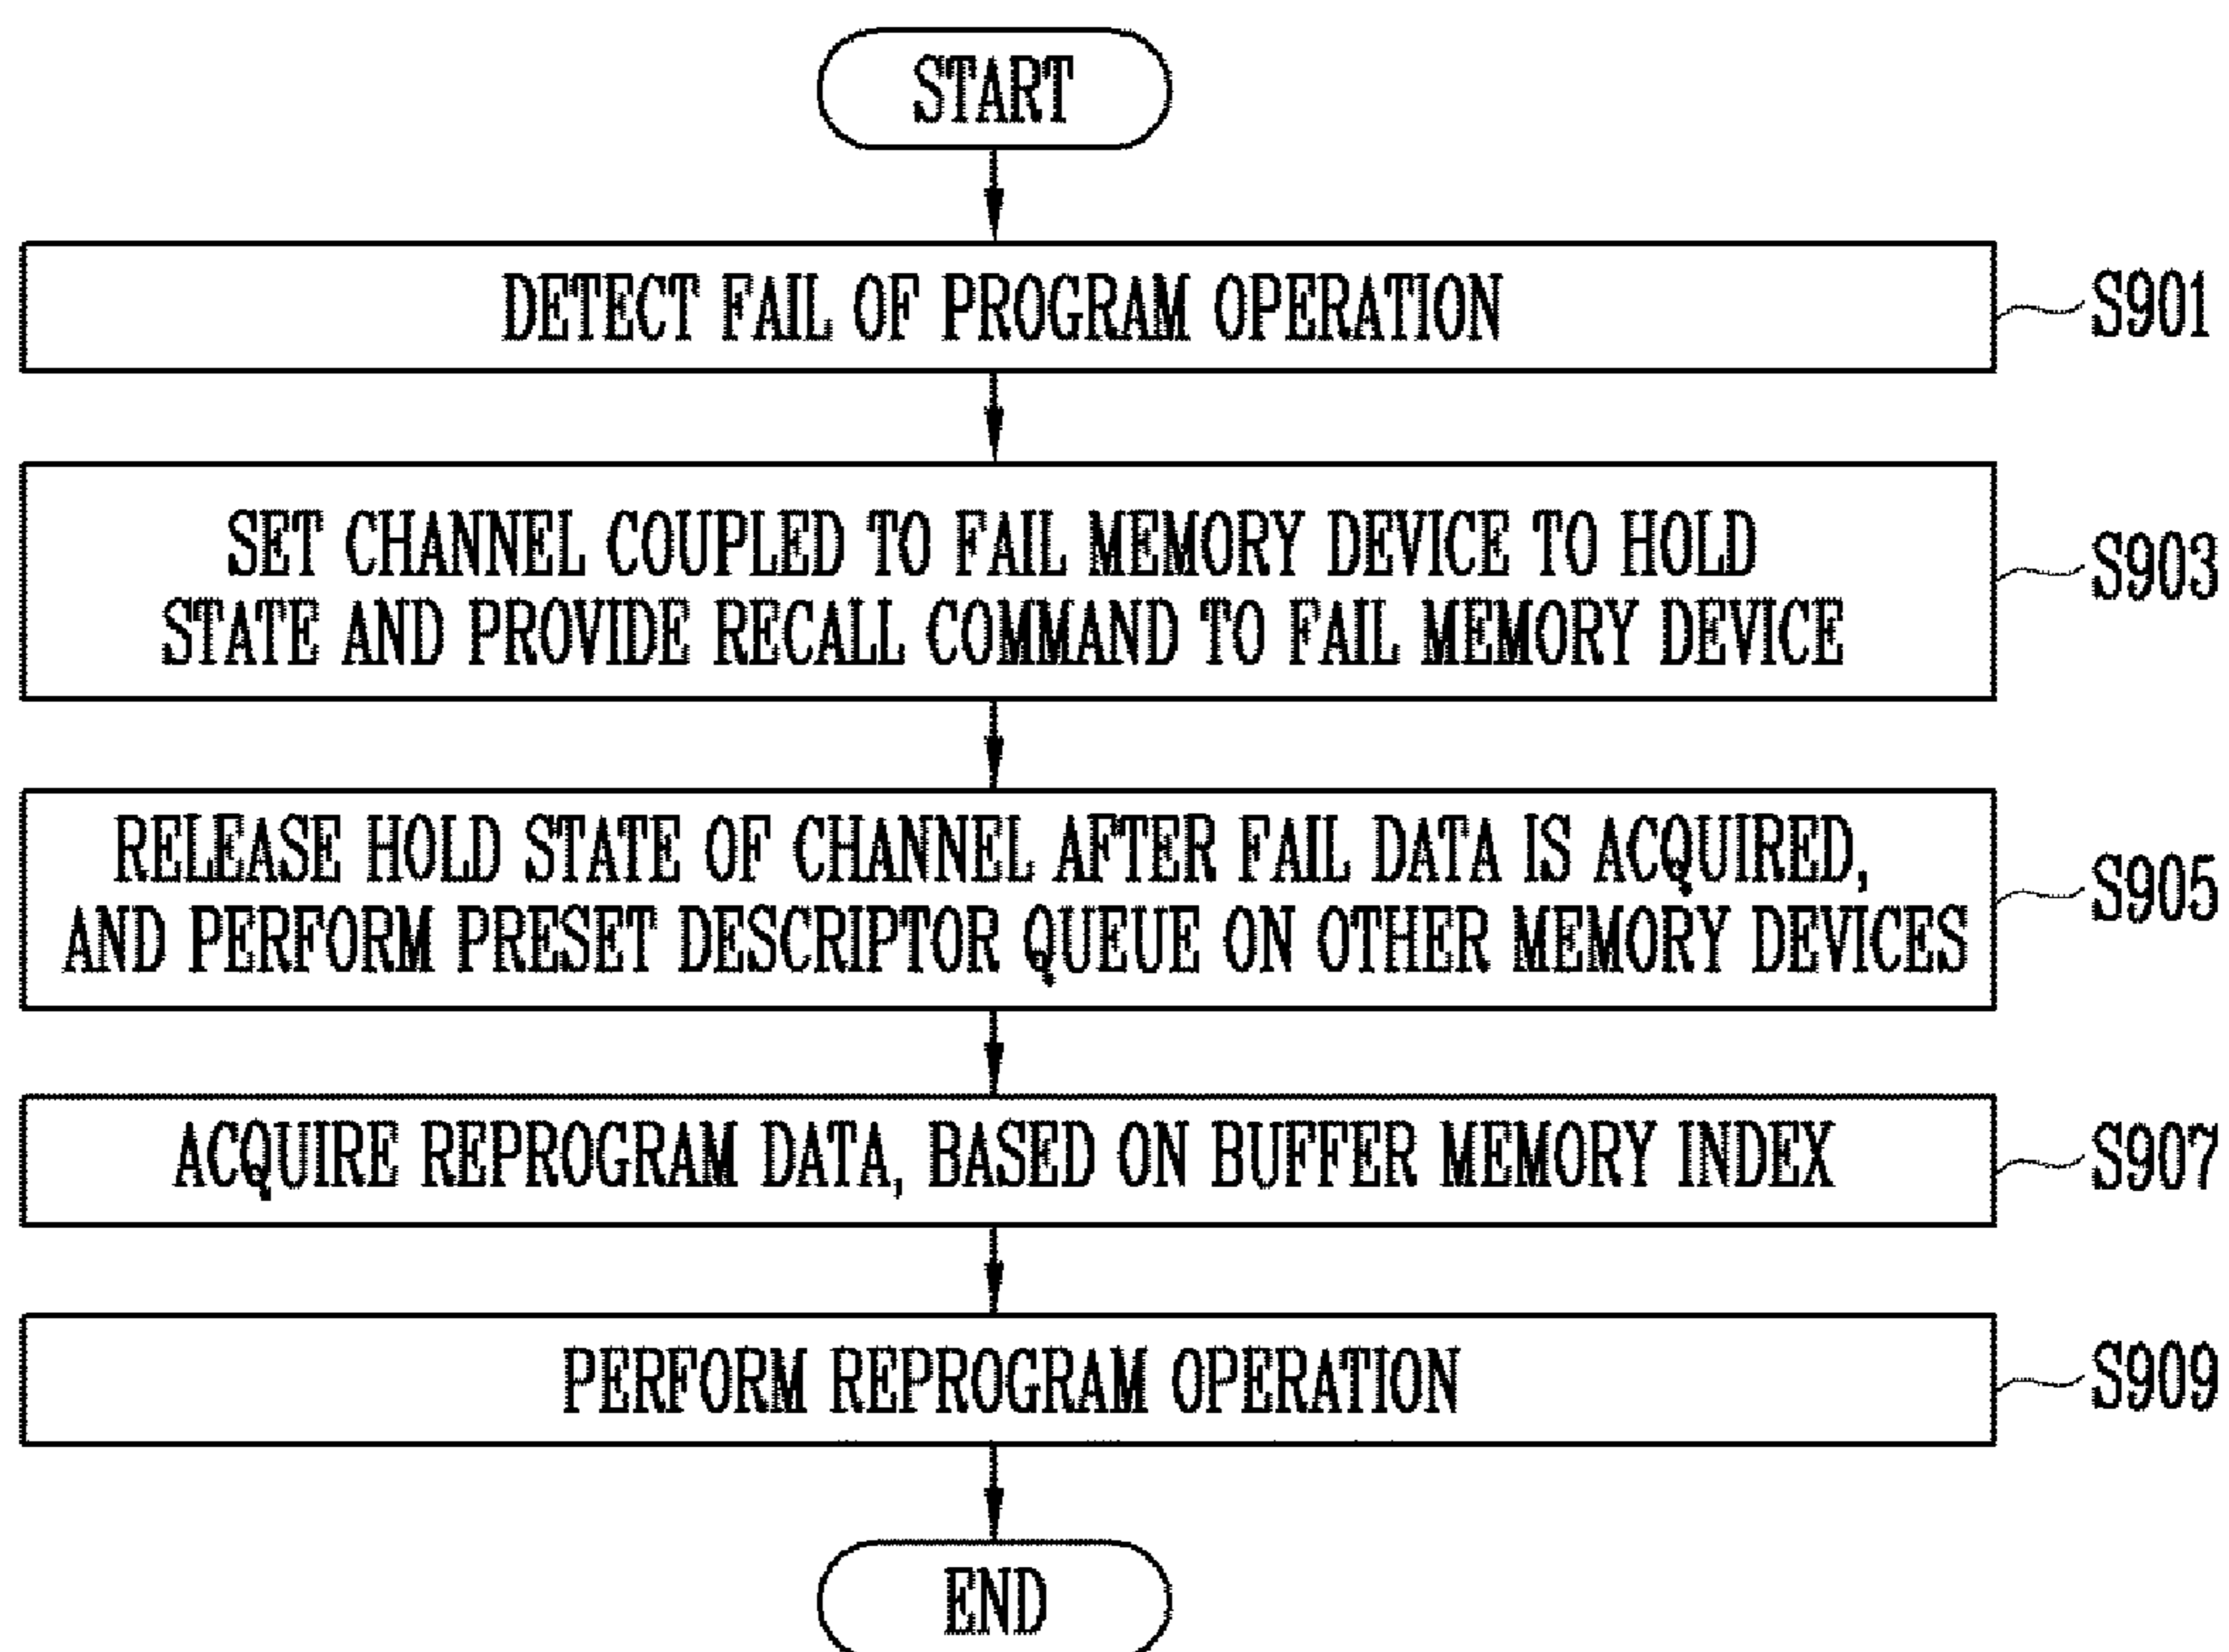 START
DETECT FAIL OF PROGRAM OPERATION
S901
SET CHANNEL COUPLED TO FAIL MEMORY DEVICE TO HOLD
STATE AND PROVIDE RECALL COMMAND TO FAIL MEMORY DEVICE
S903
RELEASE HOLD STATE OF CHANNEL AFTER FAIL DATA IS ACQUIRED,
AND PERFORM PRESET DESCRIPTOR QUEUE ON OTHER MEMORY DEVICES
S905
ACQUIRE REPROGRAM DATA, BASED ON BUFFER MEMORY INDEX
S907
PERFORM REPROGRAM OPERATION
S909
END